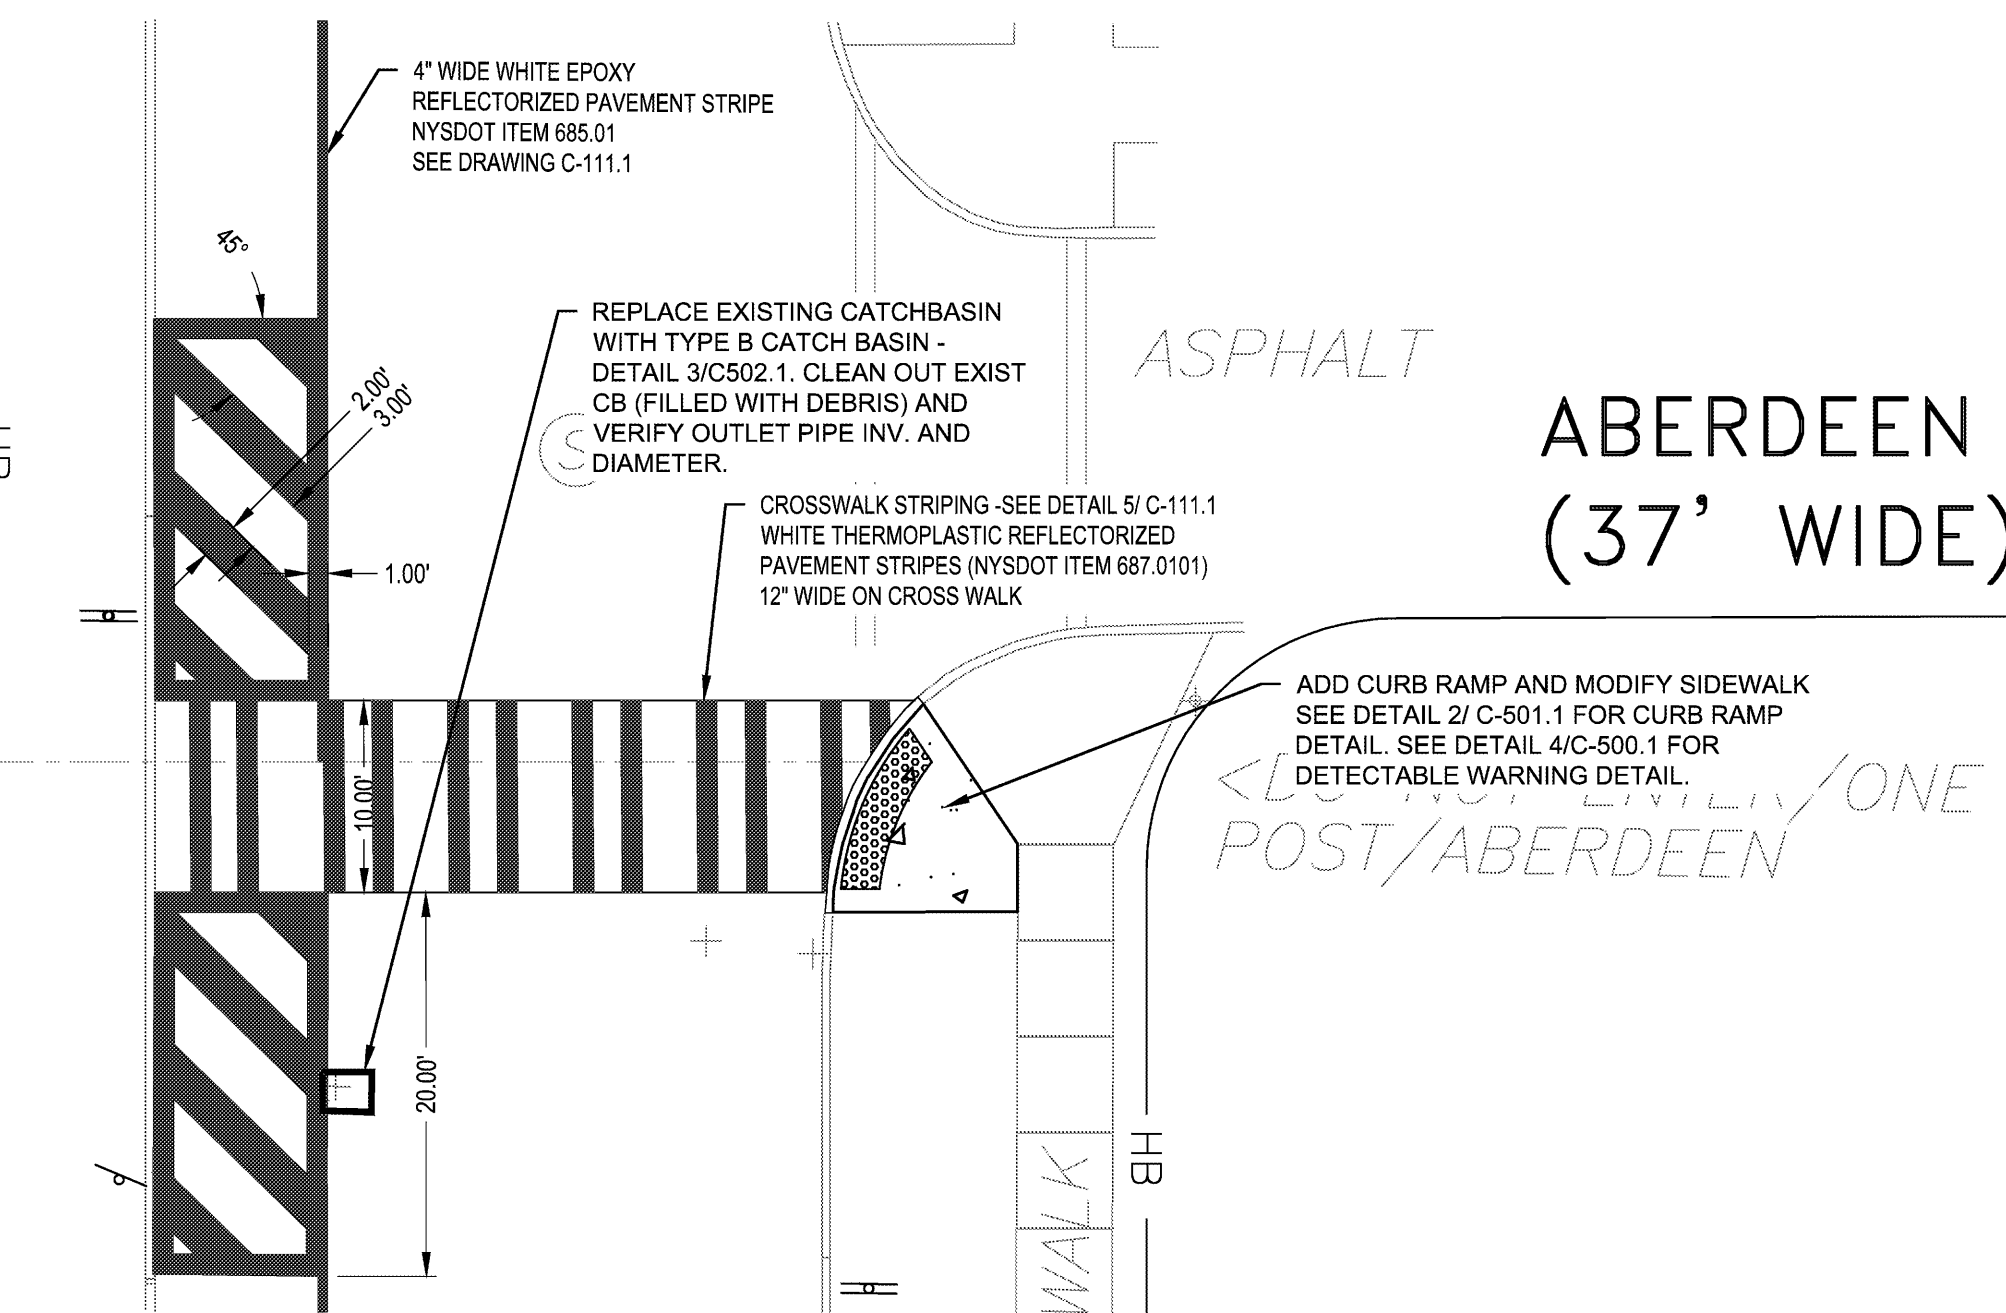 4" WIDE WHITE EPOXY
REFLECTORIZED PAVEMENT STRIPE
NYSDOT ITEM 685.01
SEE DRAWING C-111.1
45°
REPLACE EXISTING CATCHBASIN
WITH TYPE B CATCH BASIN -
DETAIL 3/C502.1. CLEAN OUT EXIST
CB (FILLED WITH DEBRIS) AND
VERIFY OUTLET PIPE INV. AND
DIAMETER.
S
ASPHALT
2.00'
3.00'
ABERDEEN
(37' WIDE)
CROSSWALK STRIPING -SEE DETAIL 5/ C-111.1
WHITE THERMOPLASTIC REFLECTORIZED
PAVEMENT STRIPES (NYSDOT ITEM 687.0101)
12" WIDE ON CROSS WALK
1.00'
ADD CURB RAMP AND MODIFY SIDEWALK
SEE DETAIL 2/ C-501.1 FOR CURB RAMP
DETAIL. SEE DETAIL 4/C-500.1 FOR
DETECTABLE WARNING DETAIL.
<DO NOT ENTER/ONE
POST/ABERDEEN
10.00'
20.00'
HB
WALK